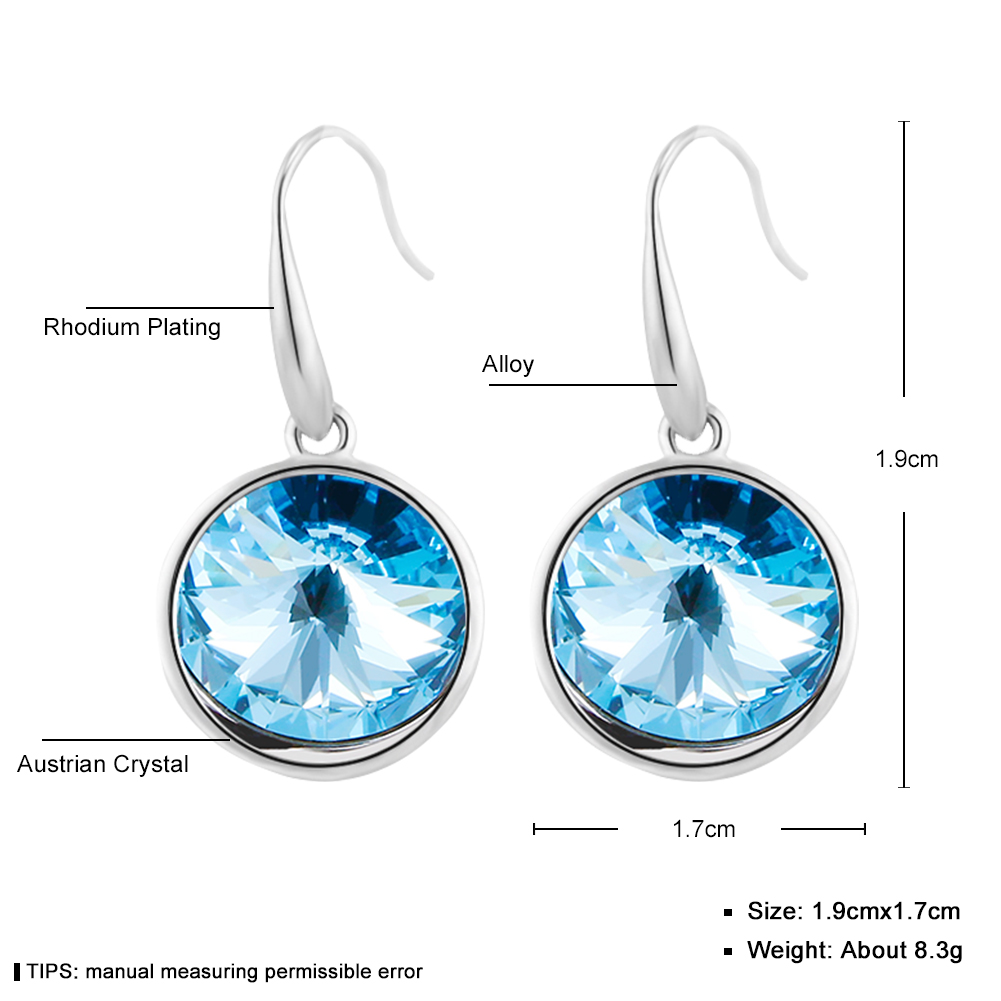 Rhodium Plating
Alloy
1.9cm
Austrian Crystal
1.7cm
▪ Size: 1.9cmx1.7cm
▪ Weight: About 8.3g
TIPS: manual measuring permissible error